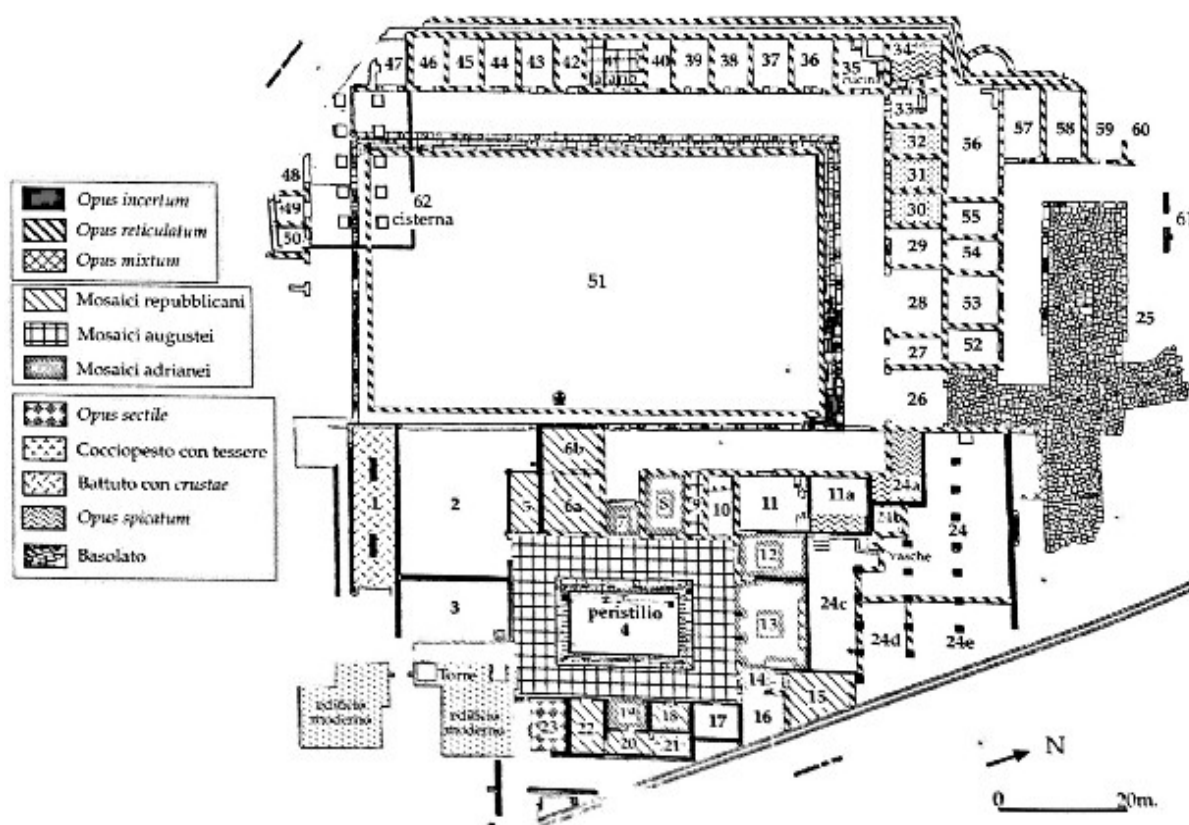 47 46 45 44 43 42 41 40 39 38 37 36 35 34
cucina
33
56 57 58 59 60
32
48
31
62
cisterna
49
30 55
61
50
29 54
51
28 53
25
27 52
26
Opus incertum
Opus reticulatum
Opus mixtum
Mosaici repubblicani
Mosaici augustei
Mosaici adrianei
Opus sectile
Cocciopesto con tessere
Battuto con crustae
Opus spicatum
Basolato
6b
24a
1 2 5 6a 7 8 10 11 11a
24b 24
vasche
12
3
peristilio
4
13
24c
24d 24e
14
Torre
15
edificio
moderno
edificio
moderno
23 22 19 18 17 16
20 21
N
0 20m.